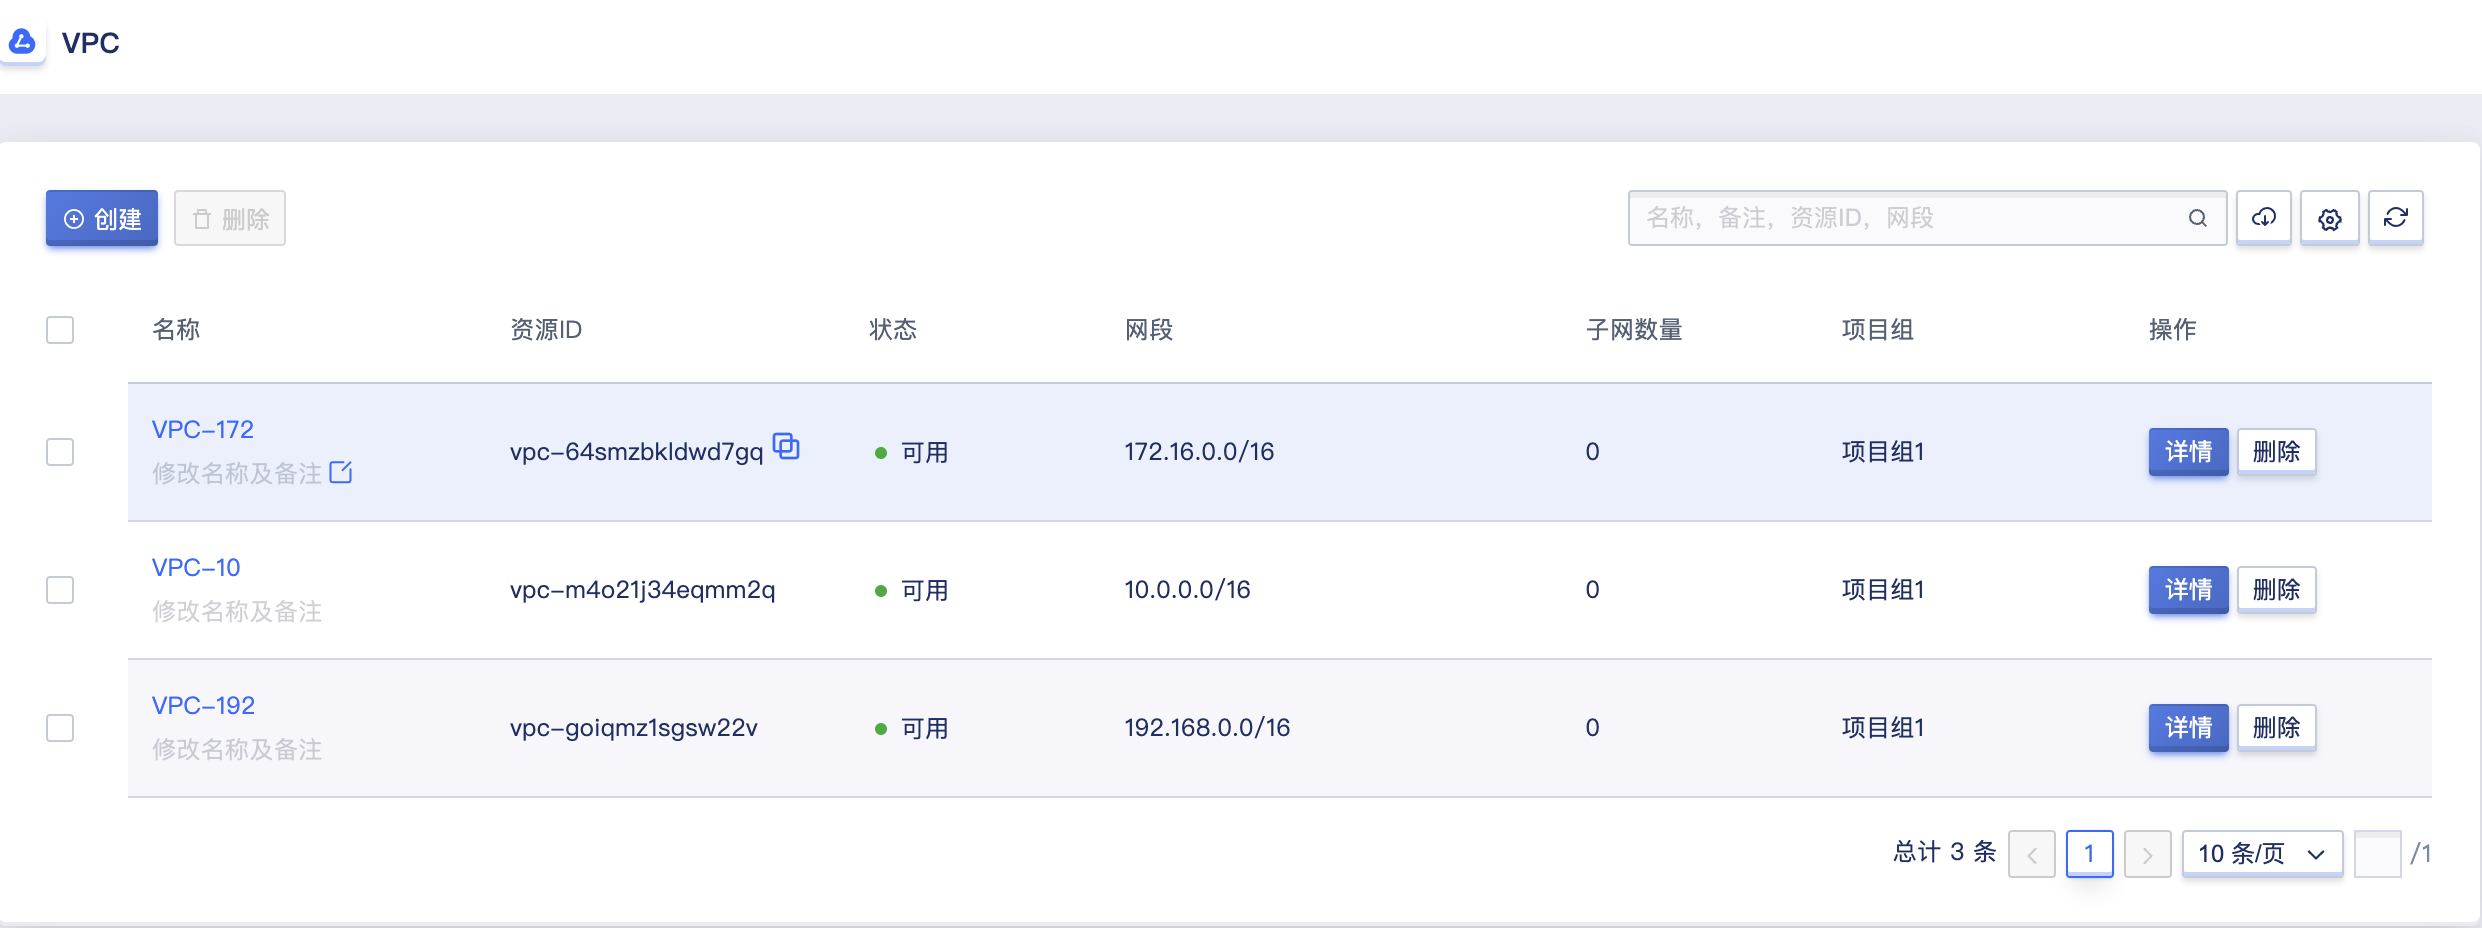 VPC
创建 删除 名称，备注，资源ID，网段
名称 资源ID 状态 网段 子网数量 项目组 操作
VPC-172
修改名称及备注
vpc-64smzbkldwd7gq 可用 172.16.0.0/16 0 项目组1 详情 删除
VPC-10
修改名称及备注
vpc-m4o21j34eqmm2q 可用 10.0.0.0/16 0 项目组1 详情 删除
VPC-192
修改名称及备注
vpc-goiqmz1sgsw22v 可用 192.168.0.0/16 0 项目组1 详情 删除
总计 3 条 1 10 条/页 /1